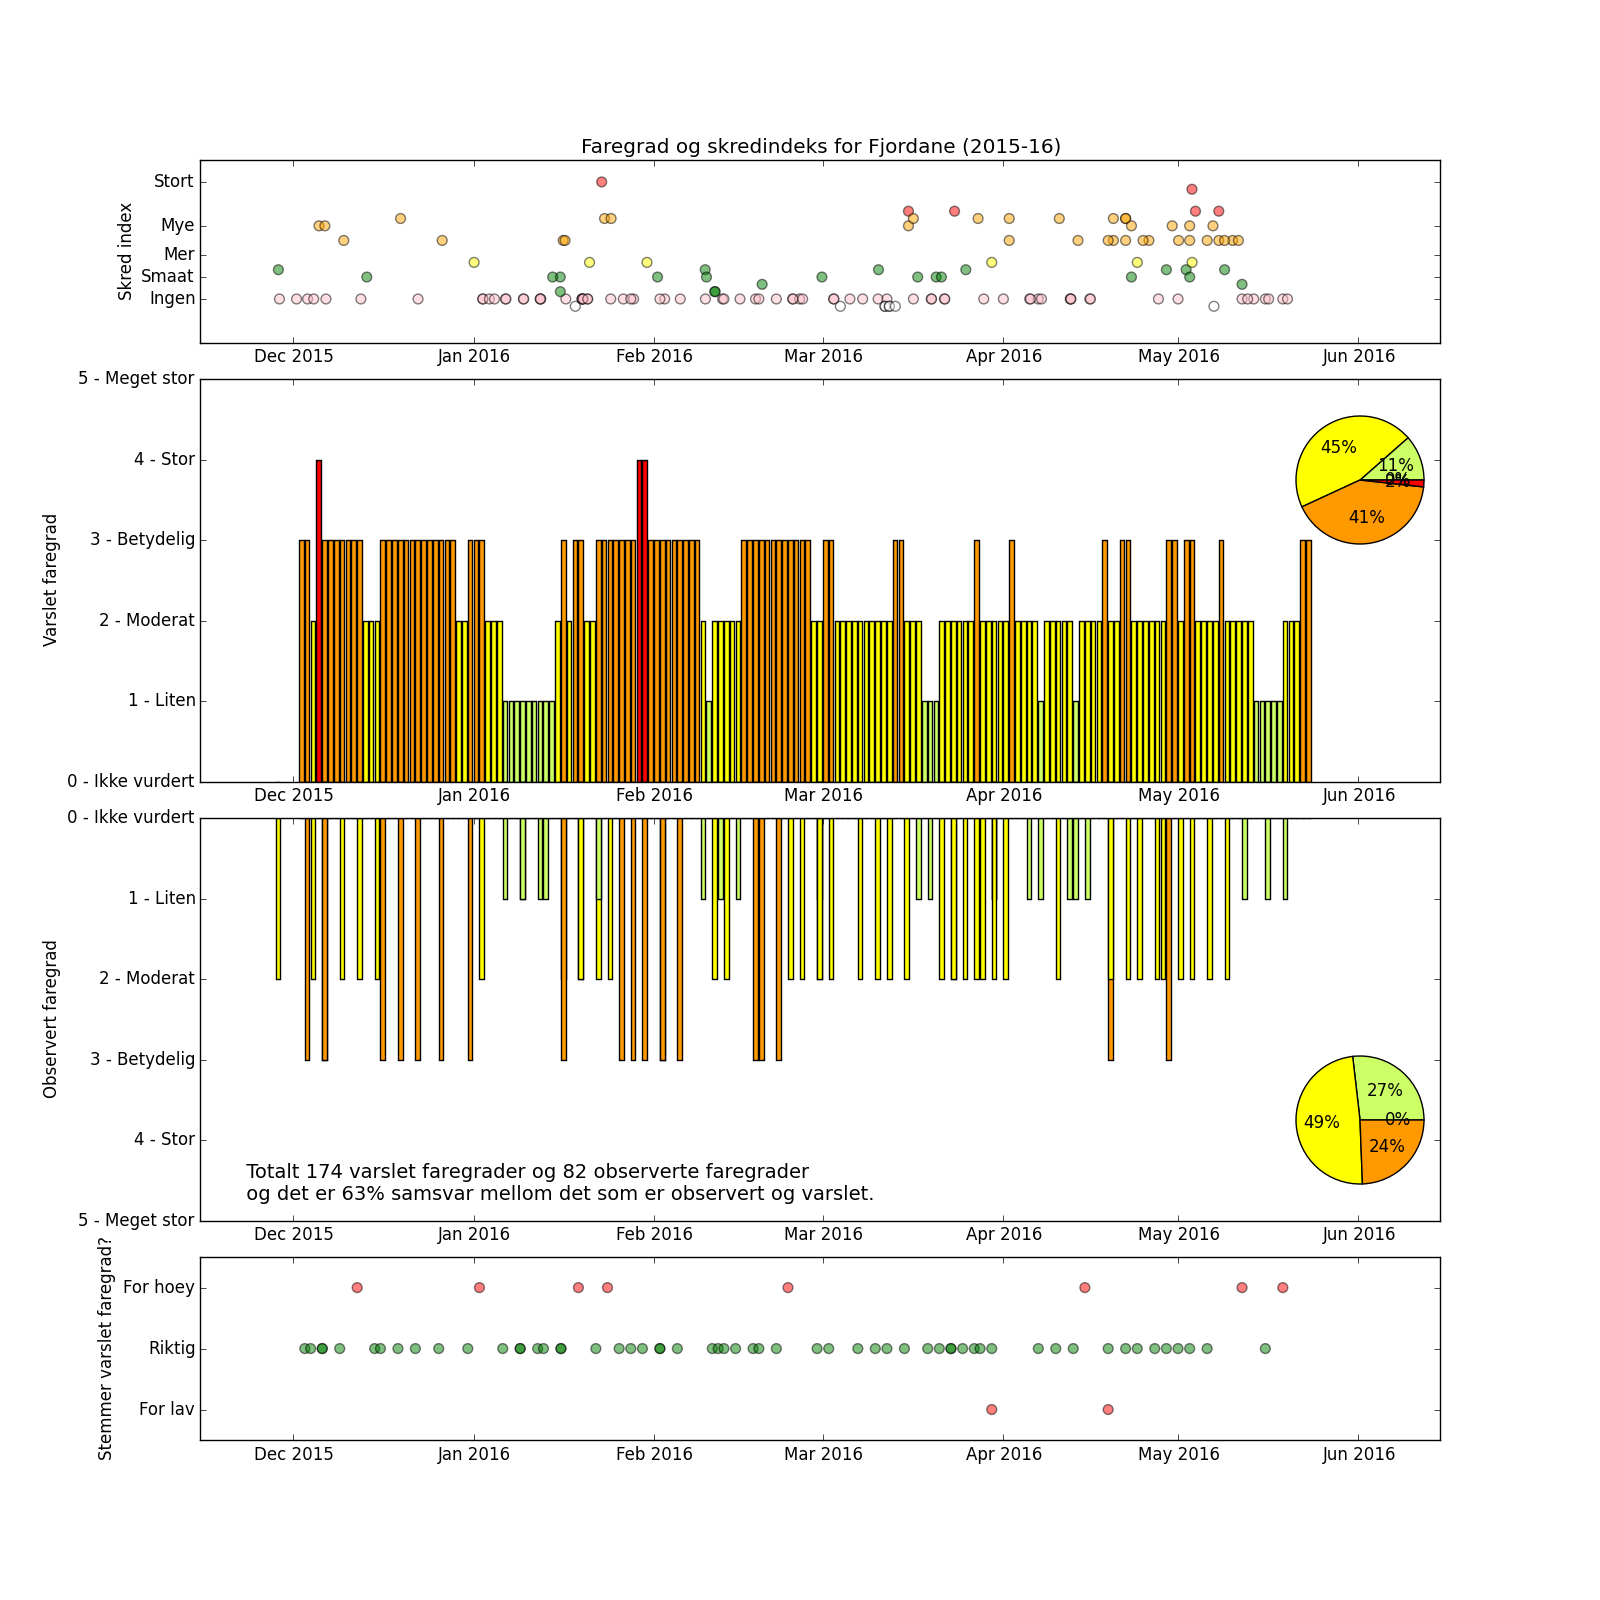 Faregrad og skredindeks for Fjordane (2015-16)
Skred index
Stort
Mye
Mer
Smaat
Ingen
Dec 2015 Jan 2016 Feb 2016 Mar 2016 Apr 2016 May 2016 Jun 2016
Varslet faregrad
5 - Meget stor
4 - Stor
3 - Betydelig
2 - Moderat
1 - Liten
0 - Ikke vurdert
45%
11%
0%
2%
41%
Dec 2015 Jan 2016 Feb 2016 Mar 2016 Apr 2016 May 2016 Jun 2016
Observert faregrad
0 - Ikke vurdert
1 - Liten
2 - Moderat
3 - Betydelig
4 - Stor
5 - Meget stor
27%
49%
0%
24%
Totalt 174 varslet faregrader og 82 observerte faregrader
og det er 63% samsvar mellom det som er observert og varslet.
Dec 2015 Jan 2016 Feb 2016 Mar 2016 Apr 2016 May 2016 Jun 2016
Stemmer varslet faregrad?
For hoey
Riktig
For lav
Dec 2015 Jan 2016 Feb 2016 Mar 2016 Apr 2016 May 2016 Jun 2016